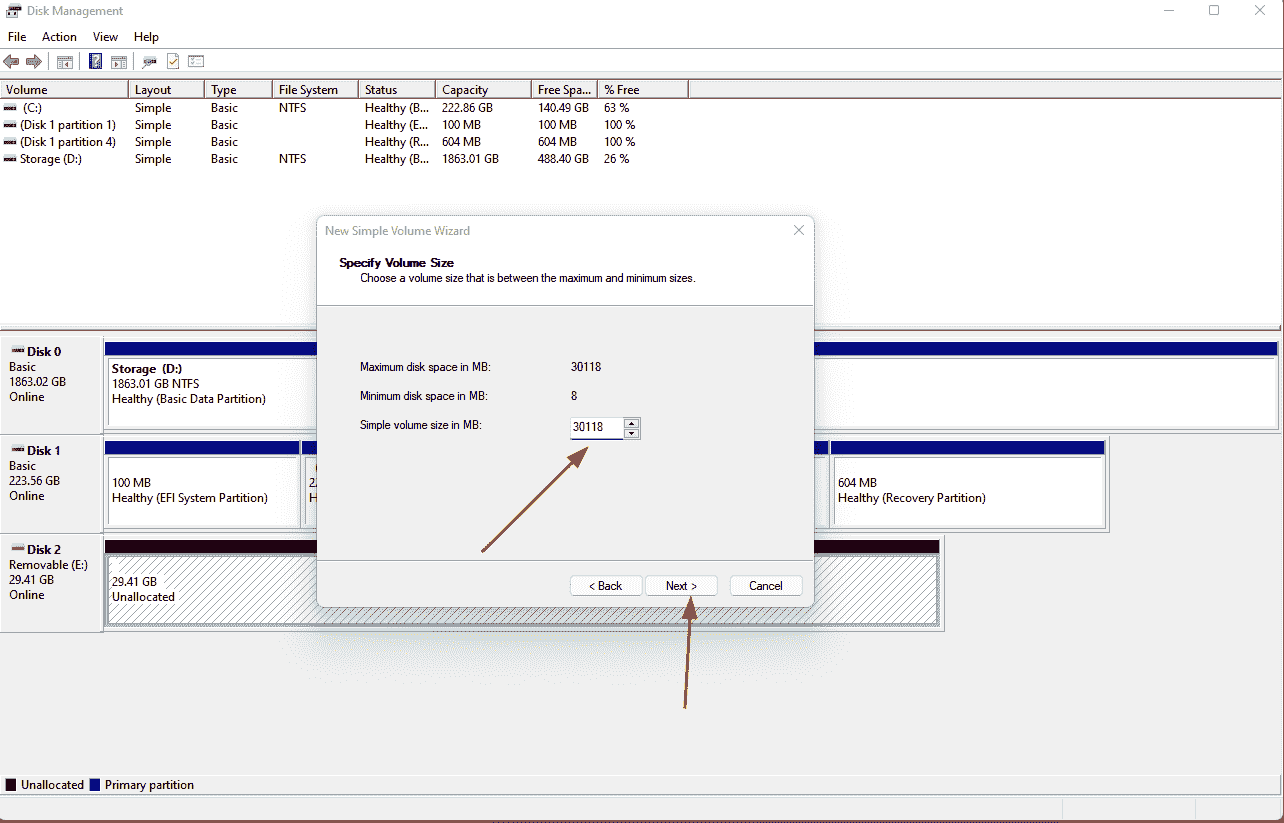 Disk Management
File Action View Help
Volume Layout Type File System Status Capacity Free Spa... % Free
(C:) Simple Basic NTFS Healthy (B... 222.86 GB 140.49 GB 63 %
(Disk 1 partition 1) Simple Basic Healthy (E... 100 MB 100 MB 100 %
(Disk 1 partition 4) Simple Basic Healthy (R... 604 MB 604 MB 100 %
Storage (D:) Simple Basic NTFS Healthy (B... 1863.01 GB 488.40 GB 26 %
New Simple Volume Wizard
Specify Volume Size
Choose a volume size that is between the maximum and minimum sizes.
Maximum disk space in MB: 30118
Minimum disk space in MB: 8
Simple volume size in MB: 30118
< Back Next > Cancel
Disk 0
Basic
1863.02 GB
Online
Storage (D:)
1863.01 GB NTFS
Healthy (Basic Data Partition)
Disk 1
Basic
223.56 GB
Online
100 MB
Healthy (EFI System Partition)
604 MB
Healthy (Recovery Partition)
Disk 2
Removable (E:)
29.41 GB
Online
29.41 GB
Unallocated
Unallocated Primary partition